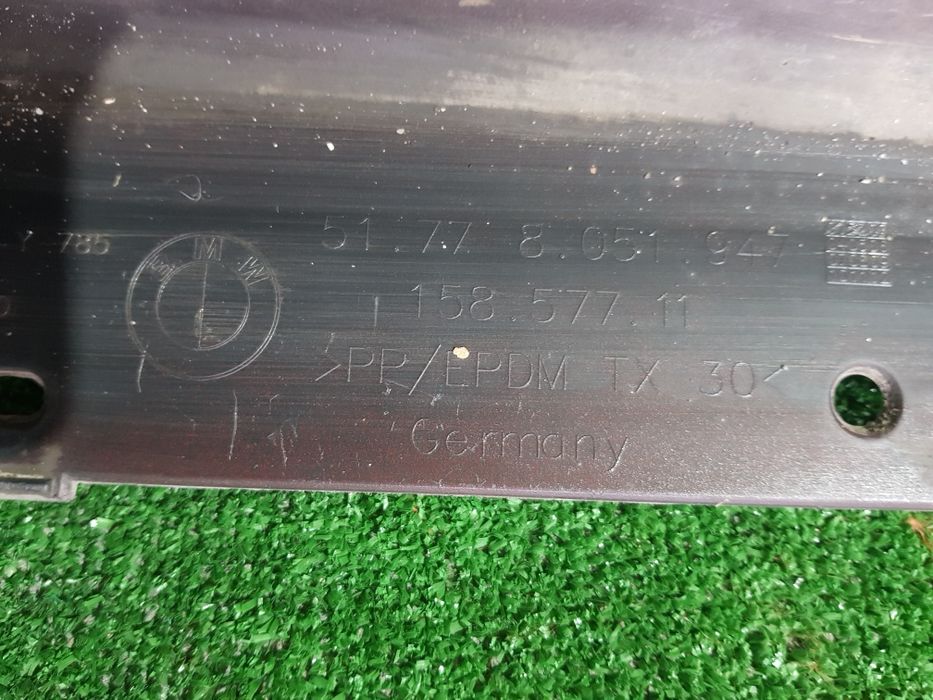 785
BMW
51.77 8.051.947
158.577.11
>PP/EPDM TX 30<
Germany